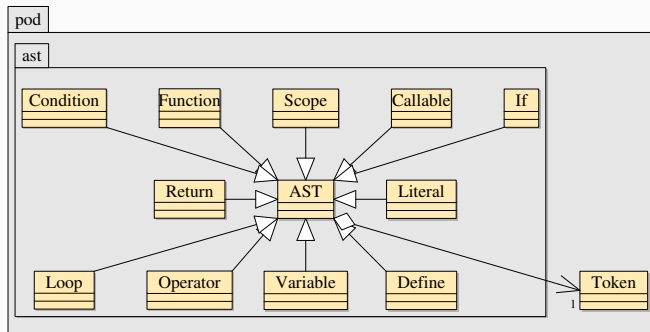 pod
ast
Condition
Function
Scope
Callable
If
Return
AST
Literal
Loop
Operator
Variable
Define
Token
1